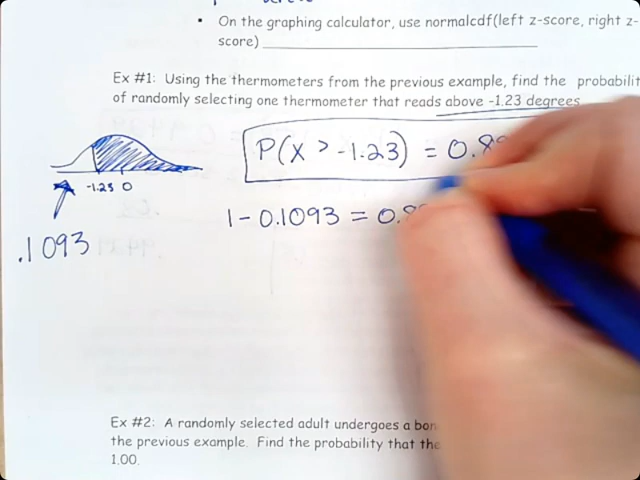 • On the graphing calculator, use normalcdf(left z-score, right z-
score)
Ex #1: Using the thermometers from the previous example, find the
of randomly selecting one thermometer that reads above -1.23 degrees
P(X > -1.23) = 0.89
-1.23 0
1 - 0.1093 = 0.8
.1093
Ex #2: A randomly selected adult undergoes a
the previous example. Find the probability that
1.00.